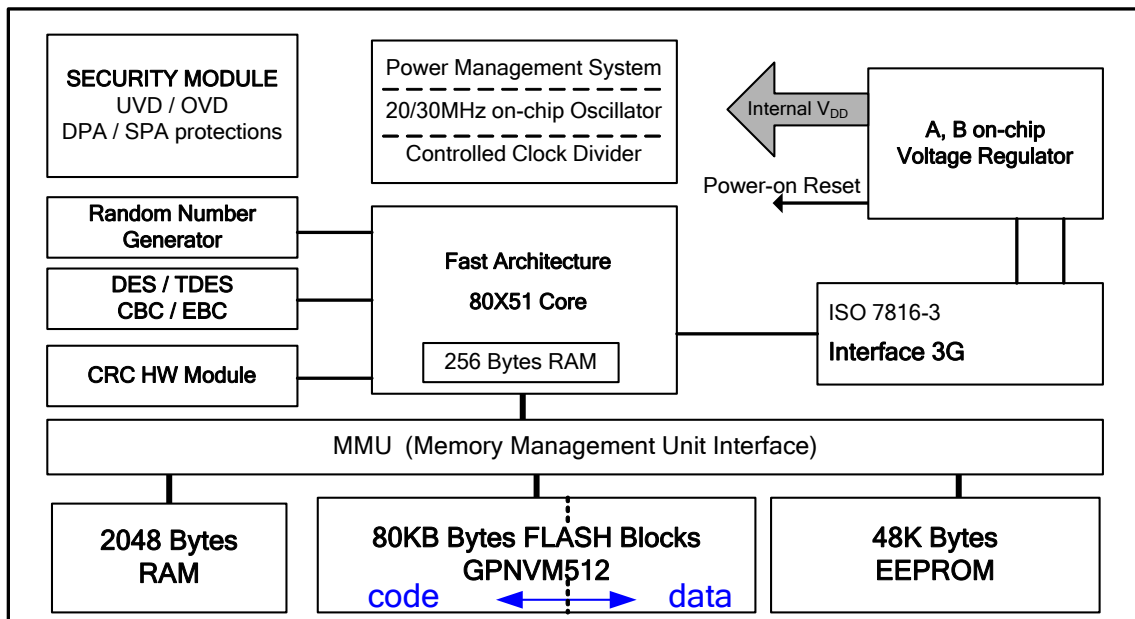 SECURITY MODULE
UVD / OVD
DPA / SPA protections
Power Management System
20/30MHz on-chip Oscillator
Controlled Clock Divider
Internal VDD
A, B on-chip
Voltage Regulator
Power-on Reset
Random Number
Generator
DES / TDES
CBC / EBC
CRC HW Module
Fast Architecture
80X51 Core
256 Bytes RAM
ISO 7816-3
Interface 3G
MMU (Memory Management Unit Interface)
2048 Bytes
RAM
80KB Bytes FLASH Blocks
GPNVM512
code data
48K Bytes
EEPROM